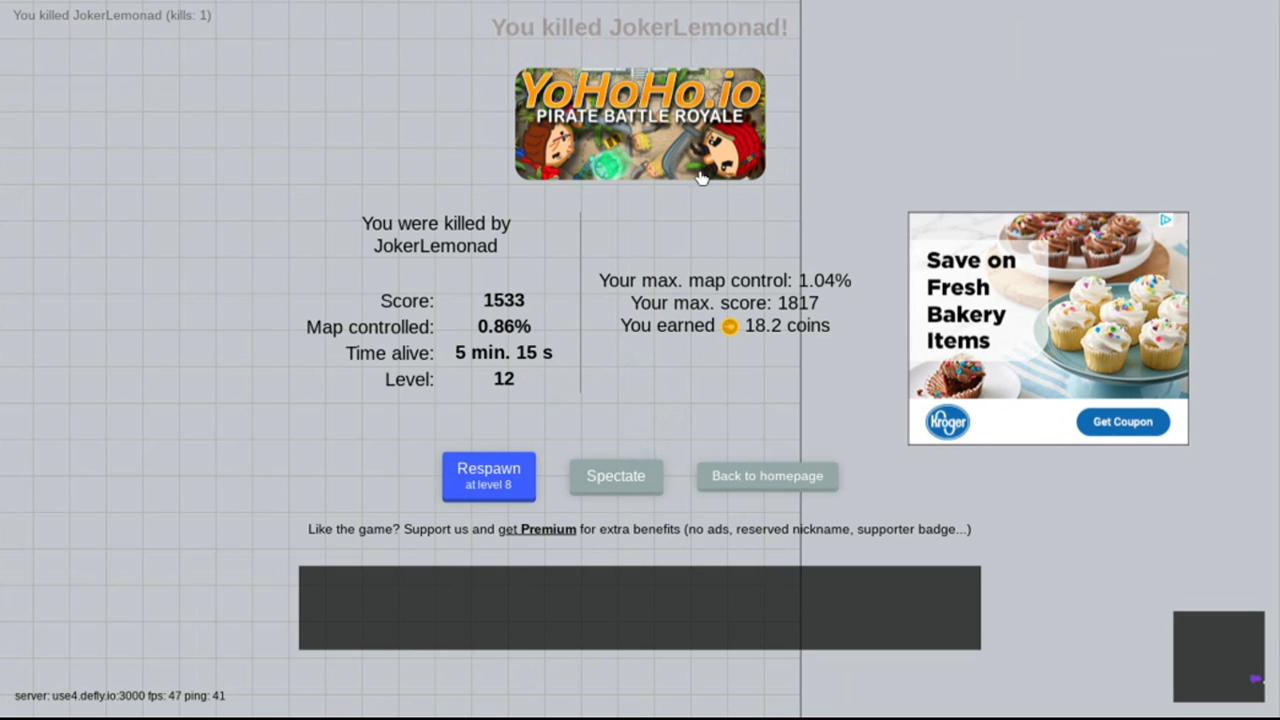 You killed JokerLemonad (kills: 1)
You killed JokerLemonad!
YoHoHo.io
PIRATE BATTLE ROYALE
You were killed by
JokerLemonad
Score: 1533
Map controlled: 0.86%
Time alive: 5 min. 15 s
Level: 12
Your max. map control: 1.04%
Your max. score: 1817
You earned 18.2 coins
Save on
Fresh
Bakery
Items
Kroger
Get Coupon
Respawn
at level 8
Spectate
Back to homepage
Like the game? Support us and get Premium for extra benefits (no ads, reserved nickname, supporter badge...)
server: use4.defly.io:3000 fps: 47 ping: 41